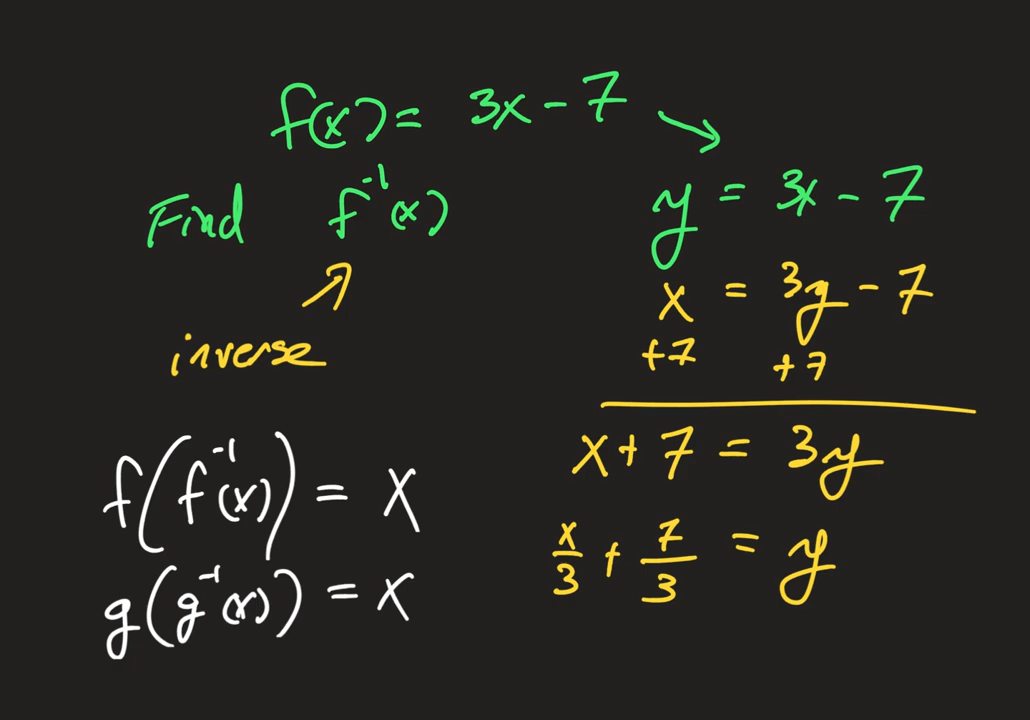 f(x) = 3x - 7
Find f⁻¹(x)
inverse
f(f⁻¹(x)) = x
g(g⁻¹(x)) = x
y = 3x - 7
x = 3y - 7
+7 +7
x + 7 = 3y
x/3 + 7/3 = y